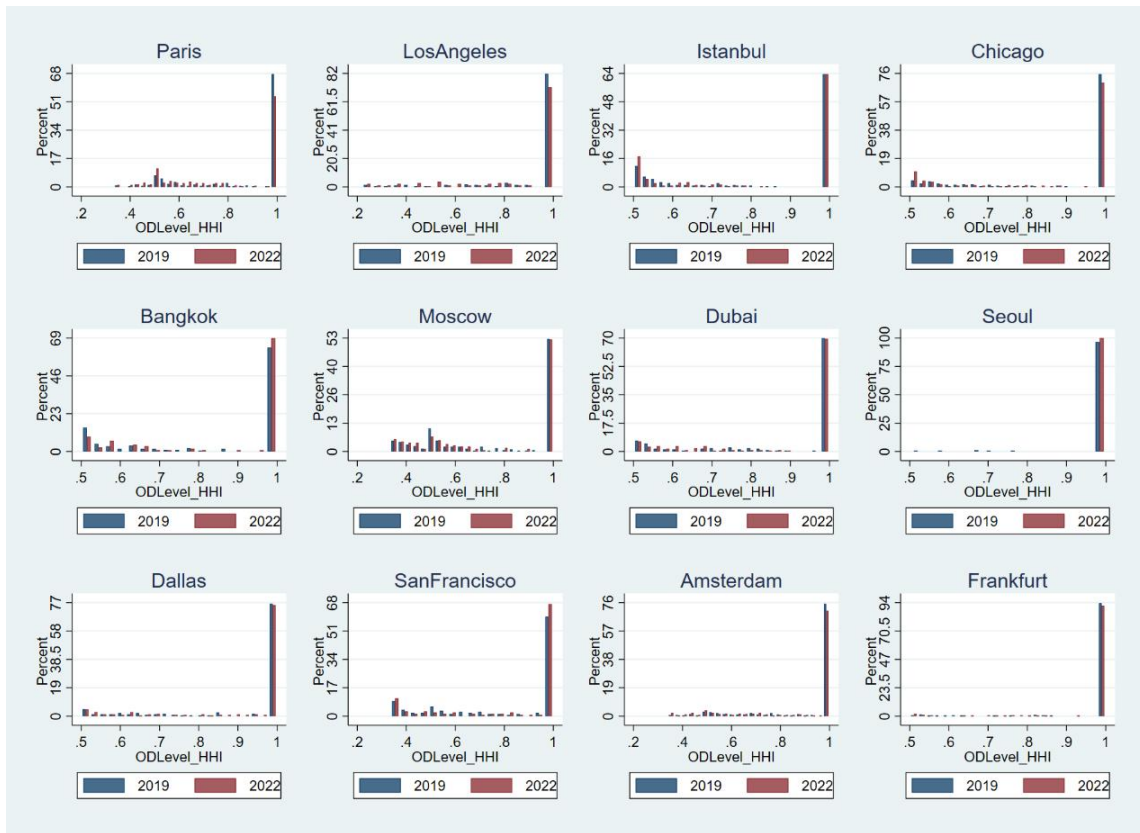 Paris
Percent
68
51
34
17
0
.2 .4 .6 .8 1
ODLevel_HHI
2019 2022
LosAngeles
Percent
82
61.5
41
20.5
0
.2 .4 .6 .8 1
ODLevel_HHI
2019 2022
Istanbul
Percent
64
48
32
16
0
.5 .6 .7 .8 .9 1
ODLevel_HHI
2019 2022
Chicago
Percent
76
57
38
19
0
.5 .6 .7 .8 .9 1
ODLevel_HHI
2019 2022
Bangkok
Percent
69
46
23
0
.5 .6 .7 .8 .9 1
ODLevel_HHI
2019 2022
Moscow
Percent
53
40
26
13
0
.2 .4 .6 .8 1
ODLevel_HHI
2019 2022
Dubai
Percent
70
52.5
35
17.5
0
.5 .6 .7 .8 .9 1
ODLevel_HHI
2019 2022
Seoul
Percent
100
75
50
25
0
.5 .6 .7 .8 .9 1
ODLevel_HHI
2019 2022
Dallas
Percent
77
58
38.5
19
0
.5 .6 .7 .8 .9 1
ODLevel_HHI
2019 2022
SanFrancisco
Percent
68
51
34
17
0
.2 .4 .6 .8 1
ODLevel_HHI
2019 2022
Amsterdam
Percent
76
57
38
19
0
.2 .4 .6 .8 1
ODLevel_HHI
2019 2022
Frankfurt
Percent
94
70.5
47
23.5
0
.5 .6 .7 .8 .9 1
ODLevel_HHI
2019 2022